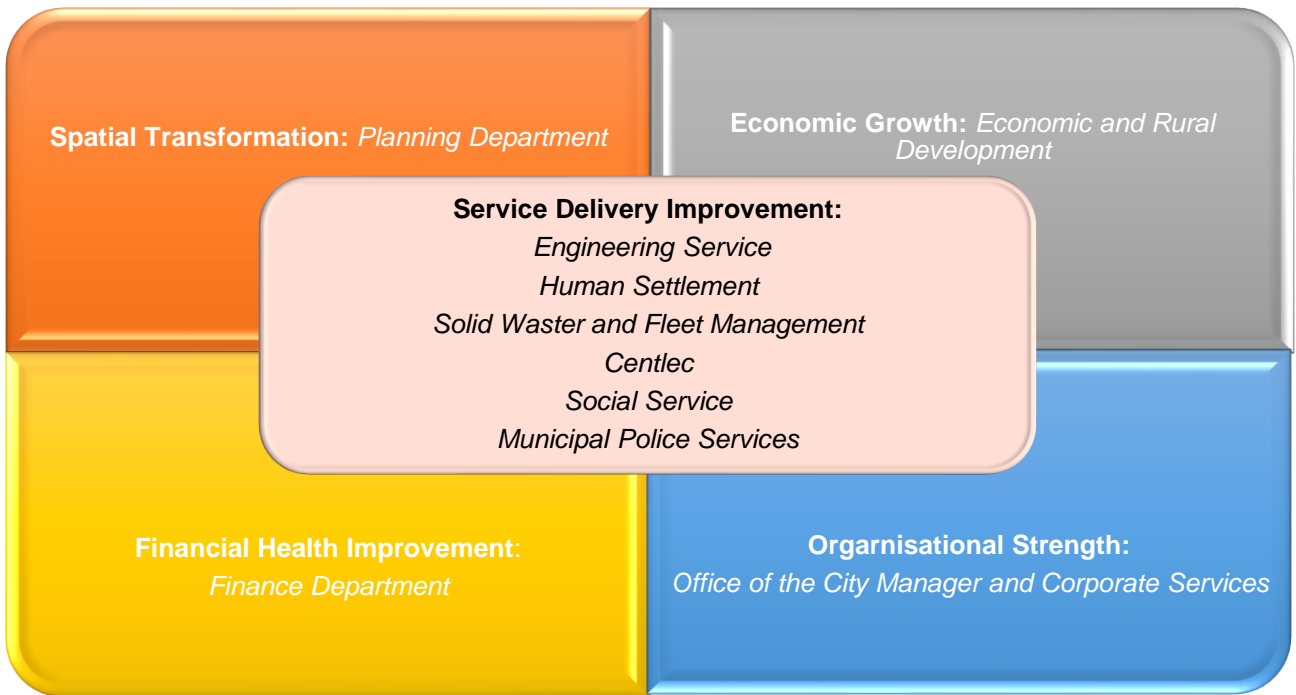 Spatial Transformation: Planning Department
Economic Growth: Economic and Rural
Development
Service Delivery Improvement:
Engineering Service
Human Settlement
Solid Waster and Fleet Management
Centlec
Social Service
Municipal Police Services
Financial Health Improvement:
Finance Department
Orgarnisational Strength:
Office of the City Manager and Corporate Services